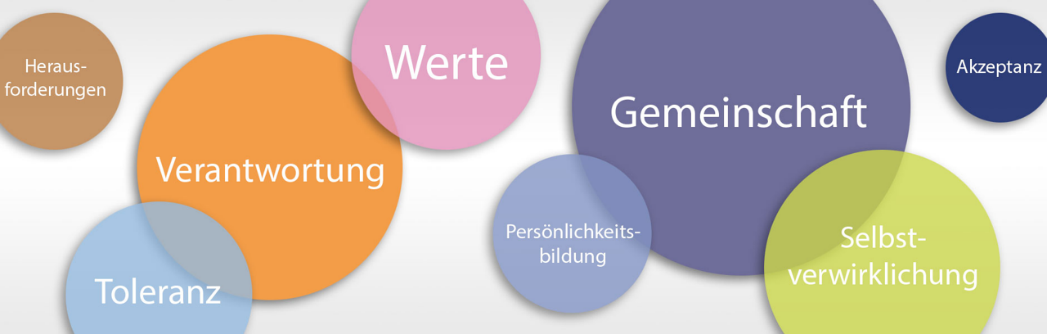 Heraus-
forderungen
Verantwortung
Toleranz
Werte
Persönlichkeits-
bildung
Gemeinschaft
Selbst-
verwirklichung
Akzeptanz